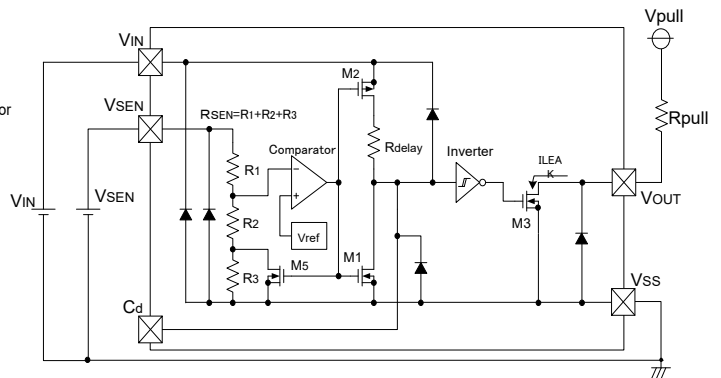 Vpull
VIN
M2
or
VSEN
RSEN=R1+R2+R3
Rpull
Comparator
Rdelay
Inverter
R1
ILEA
K
VIN
VSEN
R2
VOUT
M3
Vref
M5
M1
R3
VSS
Cd